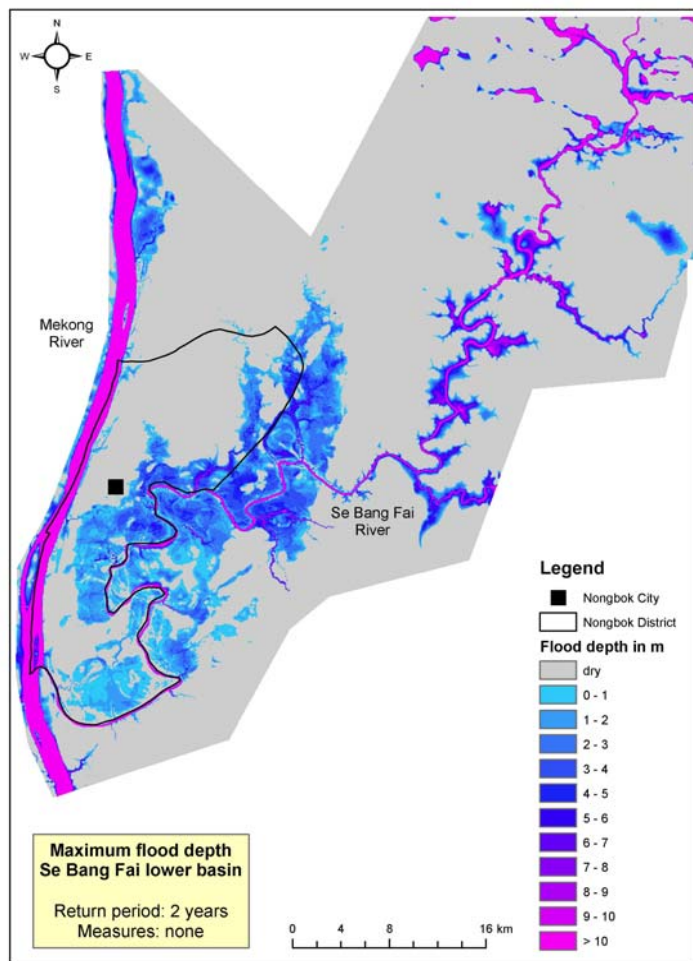 N
W E
S
Mekong
River
Se Bang Fai
River
Legend
Nongbok City
Nongbok District
Flood depth in m
dry
0 - 1
1 - 2
2 - 3
3 - 4
4 - 5
5 - 6
6 - 7
7 - 8
8 - 9
9 - 10
> 10
Maximum flood depth
Se Bang Fai lower basin
Return period: 2 years
Measures: none
0 4 8 16 km